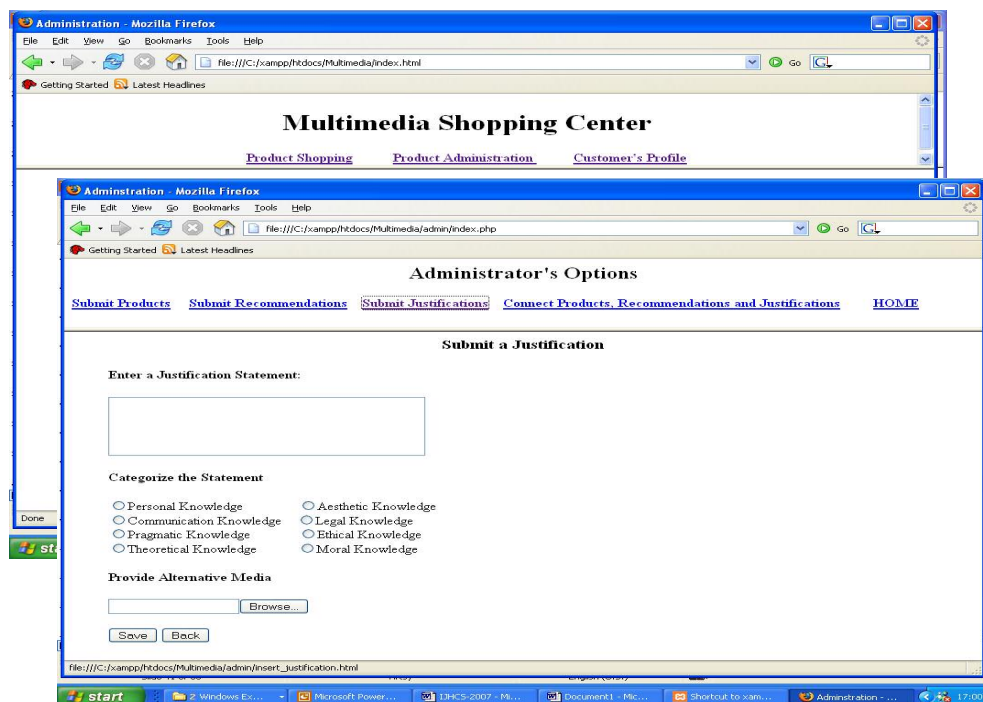 Administration - Mozilla Firefox
File Edit View Go Bookmarks Tools Help
file:///C:/xampp/htdocs/Multimedia/index.html Go G
Getting Started Latest Headlines
Multimedia Shopping Center
Product Shopping Product Administration Customer's Profile
Adminstration - Mozilla Firefox
File Edit View Go Bookmarks Tools Help
file:///C:/xampp/htdocs/Multimedia/admin/index.php Go G
Getting Started Latest Headlines
Administrator's Options
Submit Products Submit Recommendations Submit Justifications Connect Products, Recommendations and Justifications HOME
Submit a Justification
Enter a Justification Statement:
Categorize the Statement
Personal Knowledge Aesthetic Knowledge
Communication Knowledge Legal Knowledge
Pragmatic Knowledge Ethical Knowledge
Theoretical Knowledge Moral Knowledge
Provide Alternative Media
Browse...
Save Back
Done
file:///C:/xampp/htdocs/Multimedia/admin/insert_justification.html
start 2 Windows Ex... Microsoft Power... IJHCS-2007 - Mi... Document1 - Mic... Shortcut to xam... Adminstration - ... 17:00